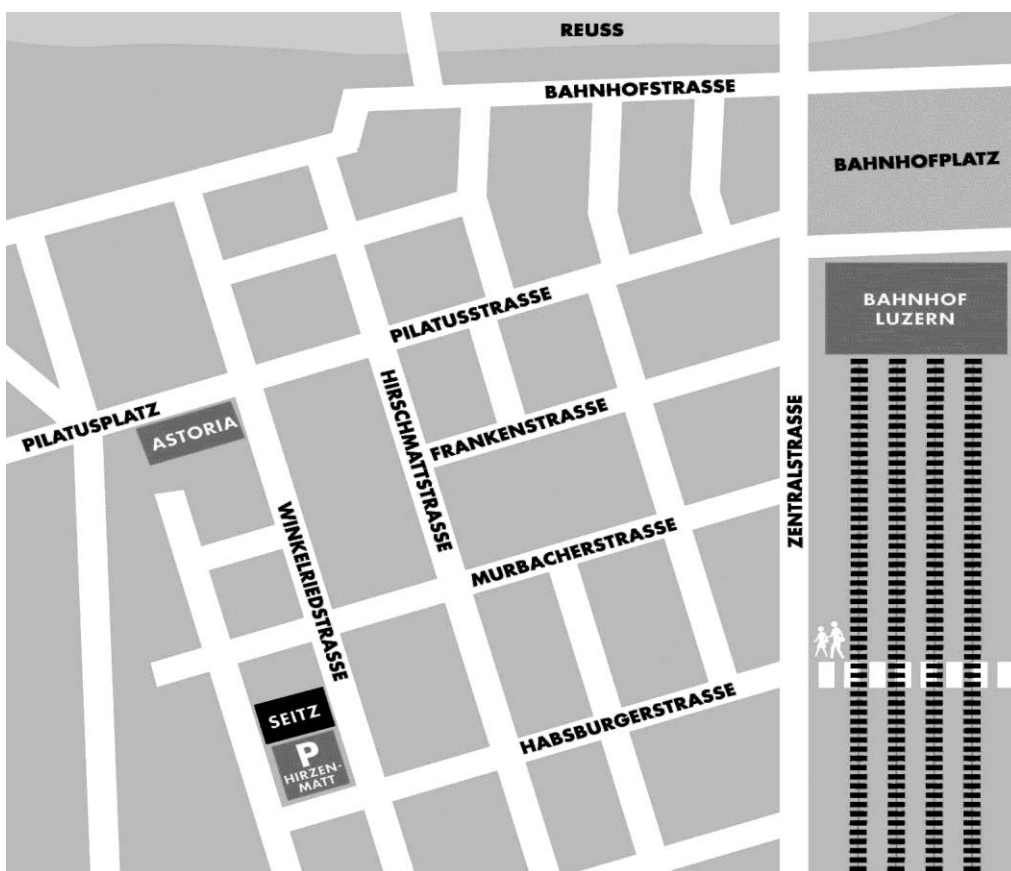 REUSS
BAHNHOFSTRASSE
BAHNHOFPLATZ
BAHNHOF
LUZERN
PILATUSSTRASSE
HIRSCHMATTSTRASSE
PILATUSPLATZ
ASTORIA
FRANKENSTRASSE
ZENTRALSTRASSE
WINKELRIEDSTRASSE
MURBACHERSTRASSE
SEITZ
P
HIRZEN-
MATT
HABSBURGERSTRASSE